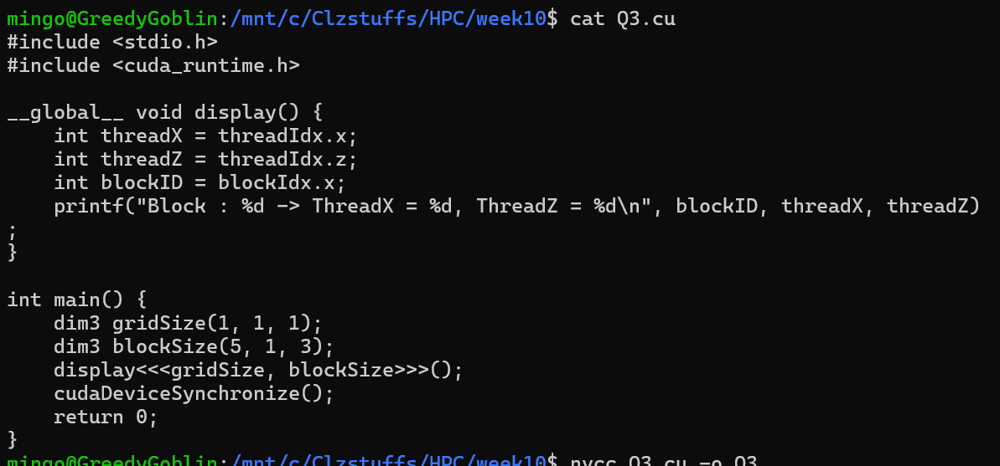 mingo@GreedyGoblin:/mnt/c/Clzstuffs/HPC/week10$ cat Q3.cu
#include <stdio.h>
#include <cuda_runtime.h>

__global__ void display() {
    int threadX = threadIdx.x;
    int threadZ = threadIdx.z;
    int blockID = blockIdx.x;
    printf("Block : %d -> ThreadX = %d, ThreadZ = %d\n", blockID, threadX, threadZ)
;
}

int main() {
    dim3 gridSize(1, 1, 1);
    dim3 blockSize(5, 1, 3);
    display<<<gridSize, blockSize>>>();
    cudaDeviceSynchronize();
    return 0;
}
mingo@GreedyGoblin:/mnt/c/Clzstuffs/HPC/week10$ nvcc Q3.cu -o Q3